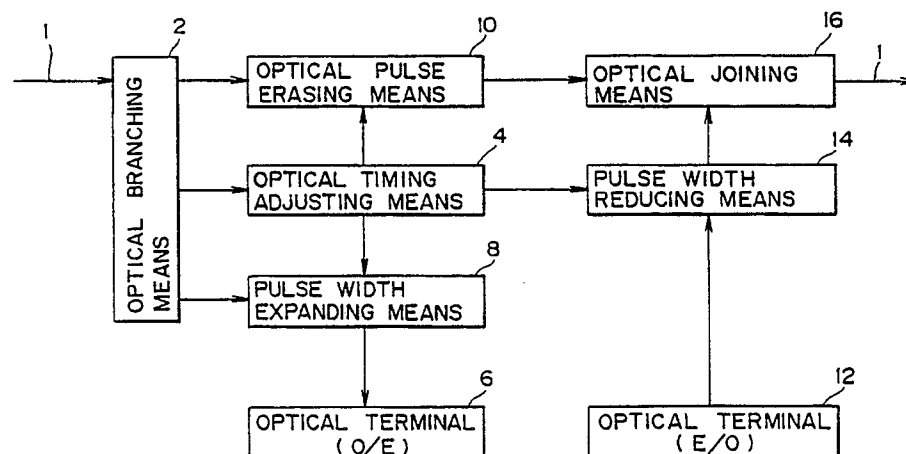 1
2
10
16
1
OPTICAL BRANCHING
MEANS
OPTICAL PULSE
ERASING MEANS
OPTICAL JOINING
MEANS
4
14
OPTICAL TIMING
ADJUSTING MEANS
PULSE WIDTH
REDUCING MEANS
8
PULSE WIDTH
EXPANDING MEANS
6
12
OPTICAL TERMINAL
(O/E)
OPTICAL TERMINAL
(E/O)